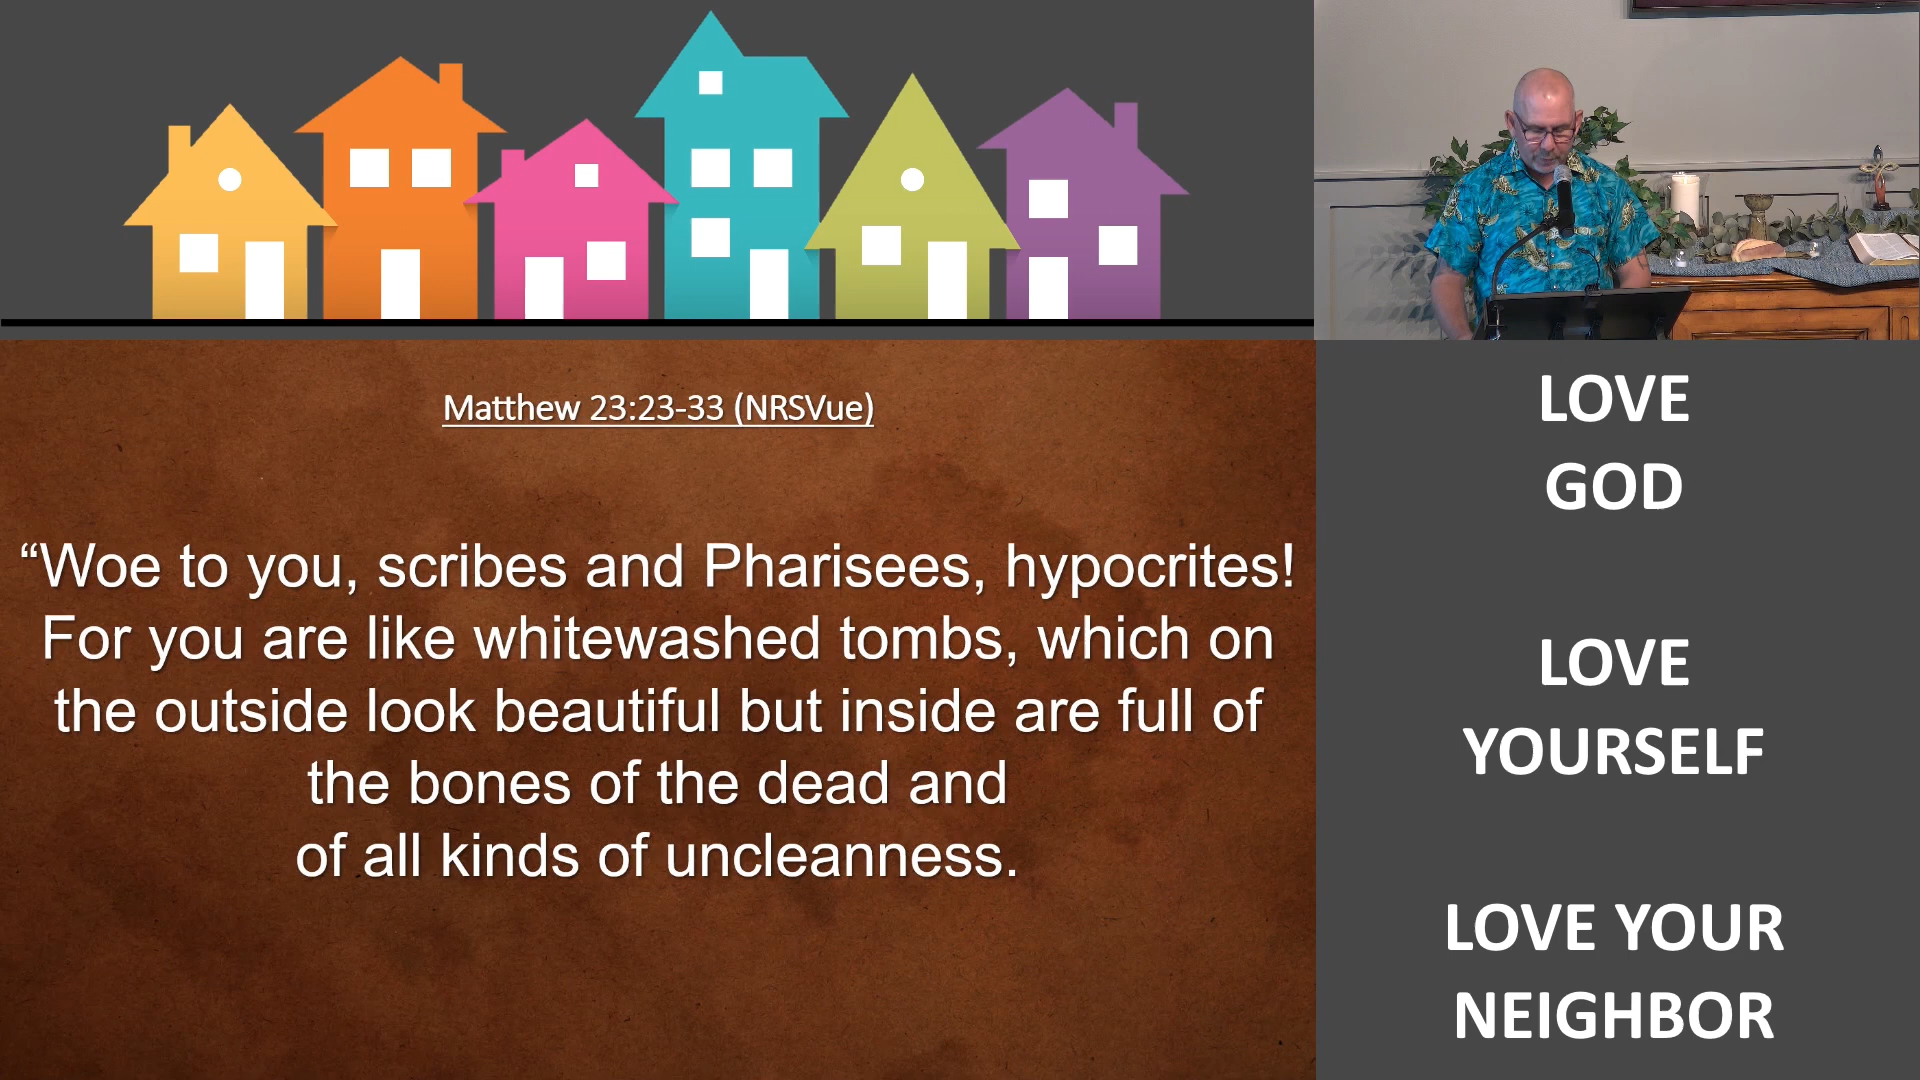 Matthew 23:23-33 (NRSVue)
“Woe to you, scribes and Pharisees, hypocrites!
For you are like whitewashed tombs, which on
the outside look beautiful but inside are full of
the bones of the dead and
of all kinds of uncleanness.
LOVE
GOD
LOVE
YOURSELF
LOVE YOUR
NEIGHBOR